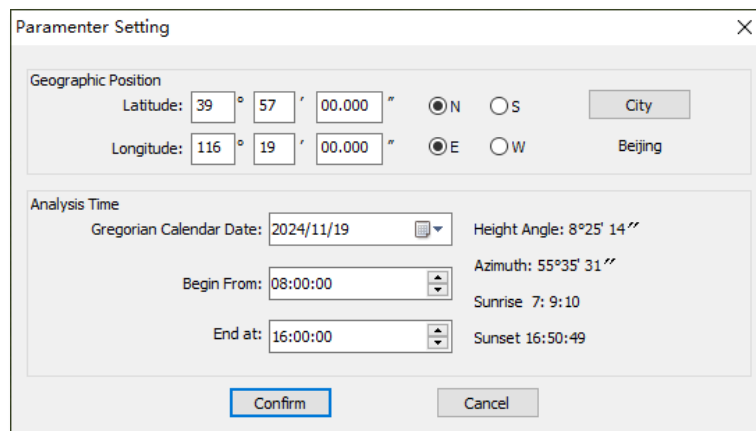 Paramenter Setting
Geographic Position
Latitude: 39 ° 57 ′ 00.000 ″ N S City
Longitude: 116 ° 19 ′ 00.000 ″ E W Beijing
Analysis Time
Gregorian Calendar Date: 2024/11/19 Height Angle: 8°25' 14″
Azimuth: 55°35' 31″
Begin From: 08:00:00
Sunrise 7: 9:10
End at: 16:00:00 Sunset 16:50:49
Confirm Cancel